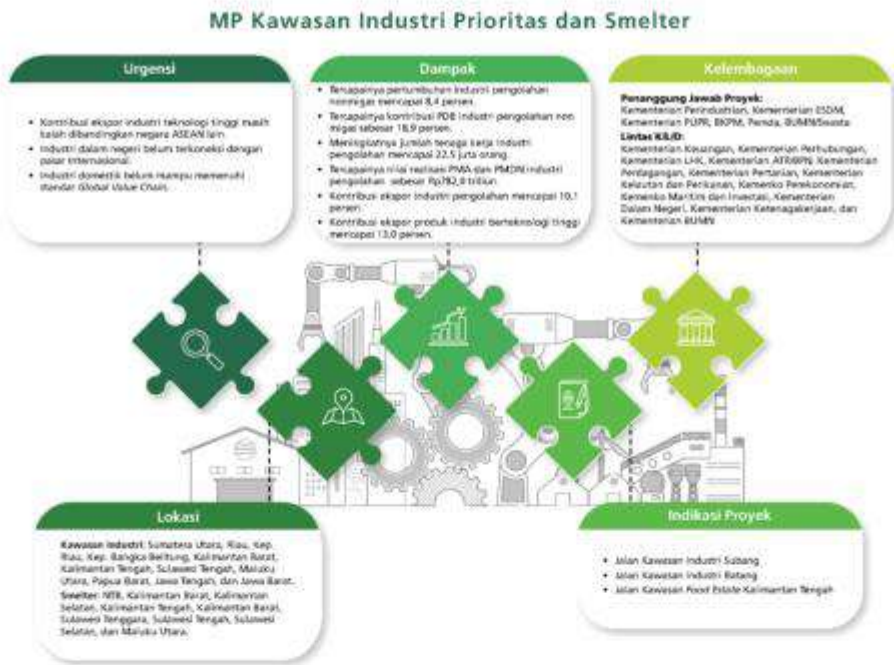 MP Kawasan Industri Prioritas dan Smelter
Urgensi
• Kontribusi ekspor industri teknologi tinggi masih
kalah dibandingkan negara ASEAN lain.
• Industri dalam negeri belum terkoneksi dengan
pasar internasional.
• Industri domestik belum mampu memenuhi
standar Global Value Chain.
Dampak
• Tercapainya pertumbuhan industri pengolahan
nonmigas mencapai 8,4 persen.
• Tercapainya kontribusi PDB industri pengolahan non
migas sebesar 18,9 persen.
• Meningkatnya jumlah tenaga kerja industri
pengolahan mencapai 22,5 juta orang.
• Tercapainya nilai realisasi PMA dan PMDN industri
pengolahan sebesar triliun
• Kontribusi ekspor industri pengolahan mencapai 10,1
persen
• Kontribusi ekspor produk industri berteknologi tinggi
mencapai 13,0 persen.
Kelembagaan
Penanggung Jawab Proyek:
Kementerian Perindustrian, Kementerian ESDM,
Kementerian PUPR, BKPM, Pemda, BUMN/Swasta
Lintas K/L/D:
Kementerian Keuangan, Kementerian Perhubungan,
Kementerian LHK, Kementerian ATR/BPN, Kementerian
Perdagangan, Kementerian Pertanian, Kementerian
Kelautan dan Perikanan, Kemenko Perekonomian,
Kemenko Maritim dan Investasi, Kementerian
Dalam Negeri, Kementerian Ketenagakerjaan, dan
Kementerian BUMN
Lokasi
Kawasan Industri: Sumatera Utara, Riau, Kep.
Riau, Kep. Bangka Belitung, Kalimantan Barat,
Kalimantan Tengah, Sulawesi Tengah, Maluku
Utara, Papua Barat, Jawa Tengah, dan Jawa Barat.
Smelter: NTB, Kalimantan Barat, Kalimantan
Selatan, Kalimantan Tengah, Kalimantan Barat,
Sulawesi Tenggara, Sulawesi Tengah, Sulawesi
Selatan, dan Maluku Utara.
Indikasi Proyek
• Jalan Kawasan Industri Subang
• Jalan Kawasan Industri Batang
• Jalan Kawasan Food Estate Kalimantan Tengah